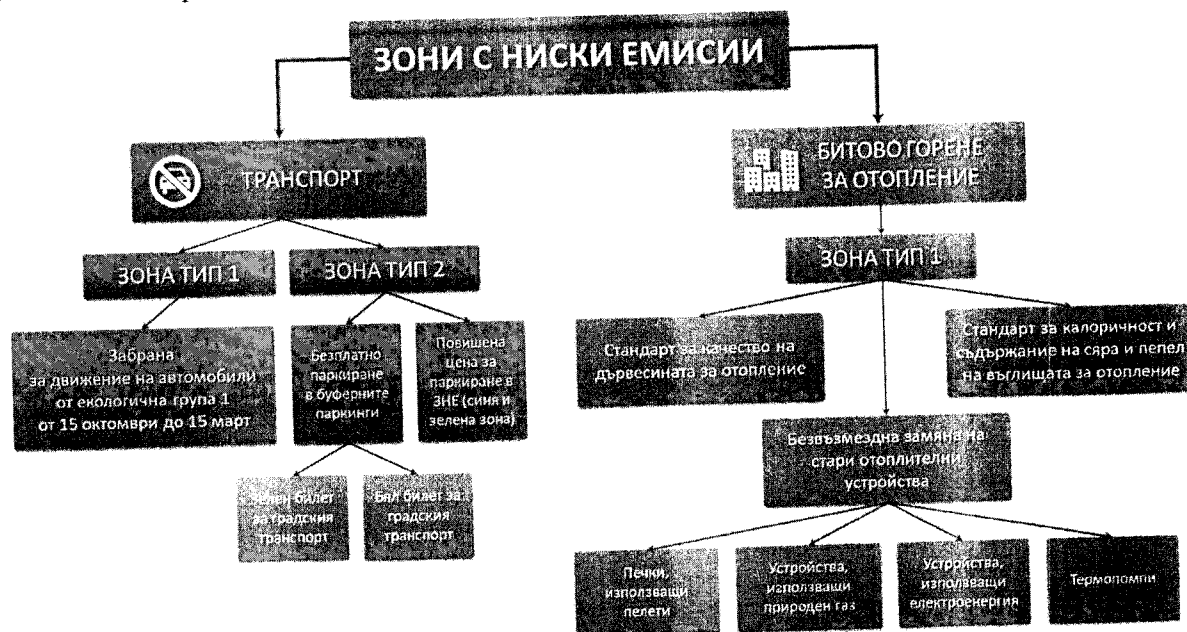 ЗОНИ С НИСКИ ЕМИСИИ
ТРАНСПОРТ
БИТОВО ГОРЕНЕ
ЗА ОТОПЛЕНИЕ
ЗОНА ТИП 1
ЗОНА ТИП 2
ЗОНА ТИП 1
Забрана
за движение на автомобили
от екологична група 1
от 15 октомври до 15 март
Безплатно
паркиране
в буферните
паркинги
Повишена
цена за
паркиране в
ЗНЕ (синя и
зелена зона)
Стандарт за качество на
дървесината за отопление
Стандарт за калоричност и
съдържание на сяра и пепел
на въглищата за отопление
Зелен билет
за градския
транспорт
Бял билет за
градския
транспорт
Безвъзмездна замяна на
стари отоплителни
устройства
Печки,
използващи
пелети
Устройства,
използващи
природен газ
Устройства,
използващи
електроенергия
Термопомпи